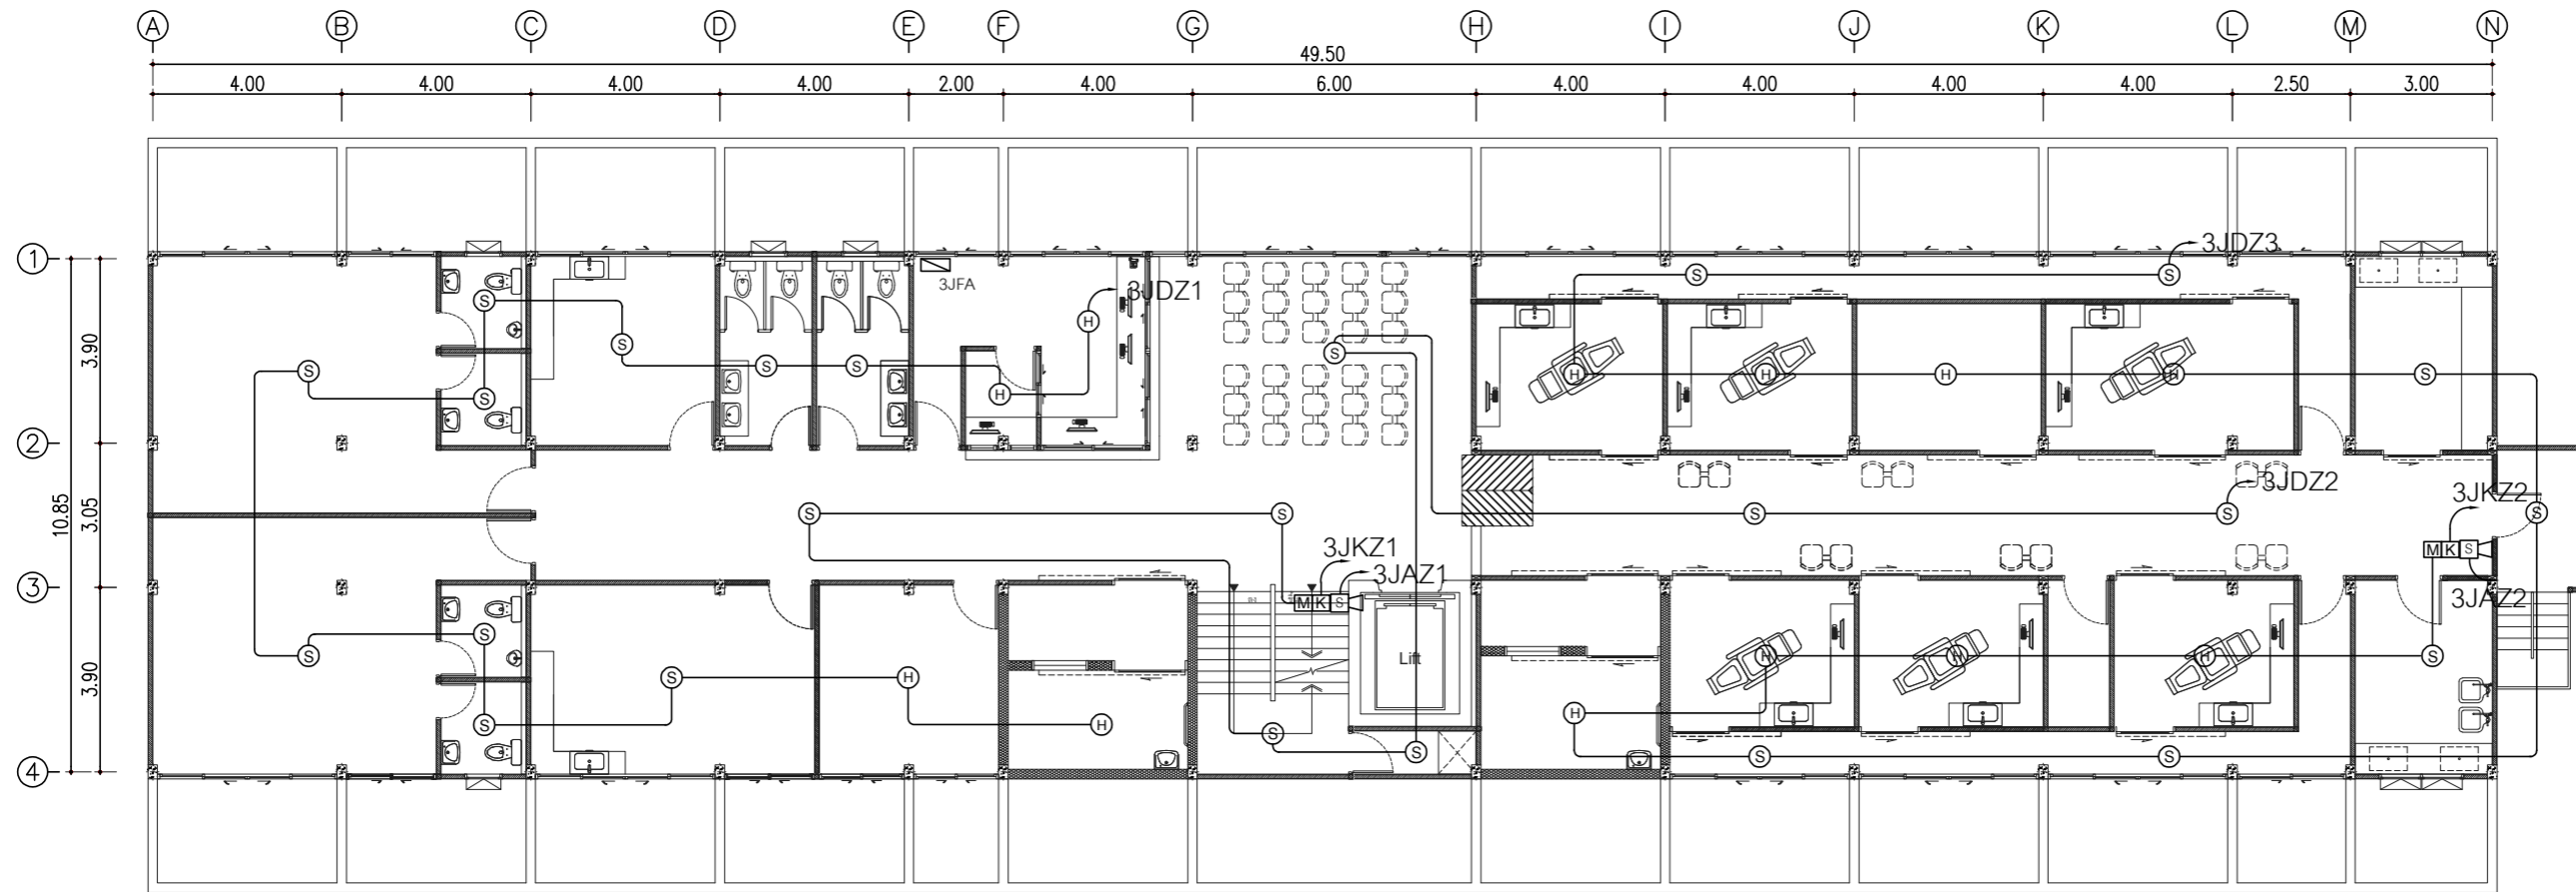 A B C D E F G H I J K L M N
49.50
4.00 4.00 4.00 4.00 2.00 4.00 6.00 4.00 4.00 4.00 4.00 2.50 3.00
1
3JDZ3
3JFA
3JDZ1
S S S
S H
3.90
S
S
S S S
H H H H S
S H
2
3JDZ2
3JKZ2
10.85
3.05
S S S S S
M K S
3JKZ1
3JAZ1
3
M K S
3JAZ2
S
Lift
S H H H S
3.90
S H
H
S H
S
S S S
4